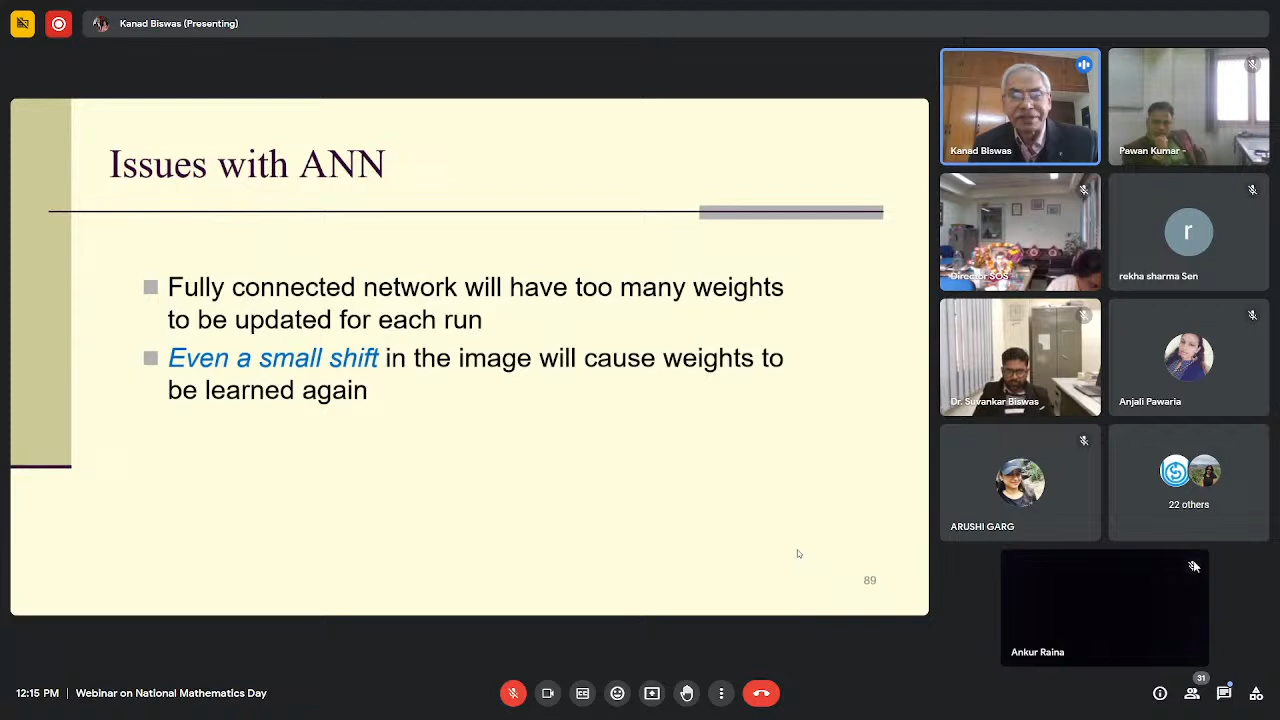 Kanad Biswas (Presenting)
Issues with ANN
Fully connected network will have too many weights
to be updated for each run
Even a small shift in the image will cause weights to
be learned again
89
Kanad Biswas
Pawan Kumar -
Director SOS
r
rekha sharma Sen
Dr. Suvankar Biswas
Anjali Pawaria
ARUSHI GARG
22 others
Ankur Raina
12:15 PM | Webinar on National Mathematics Day
31